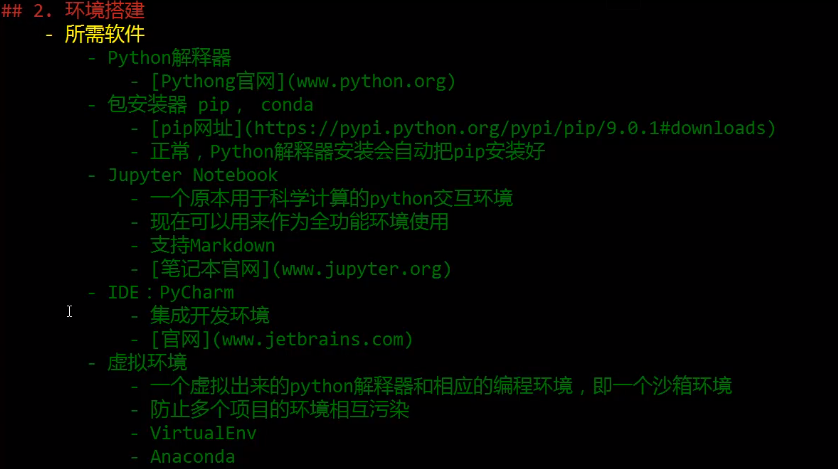 ## 2. 环境搭建
- 所需软件
- Python解释器
- [Pythong官网](www.python.org)
- 包安装器 pip， conda
- [pip网址](https://pypi.python.org/pypi/pip/9.0.1#downloads)
- 正常，Python解释器安装会自动把pip安装好
- Jupyter Notebook
- 一个原本用于科学计算的python交互环境
- 现在可以用来作为全功能环境使用
- 支持Markdown
- [笔记本官网](www.jupyter.org)
- IDE：PyCharm
- 集成开发环境
- [官网](www.jetbrains.com)
- 虚拟环境
- 一个虚拟出来的python解释器和相应的编程环境，即一个沙箱环境
- 防止多个项目的环境相互污染
- VirtualEnv
- Anaconda